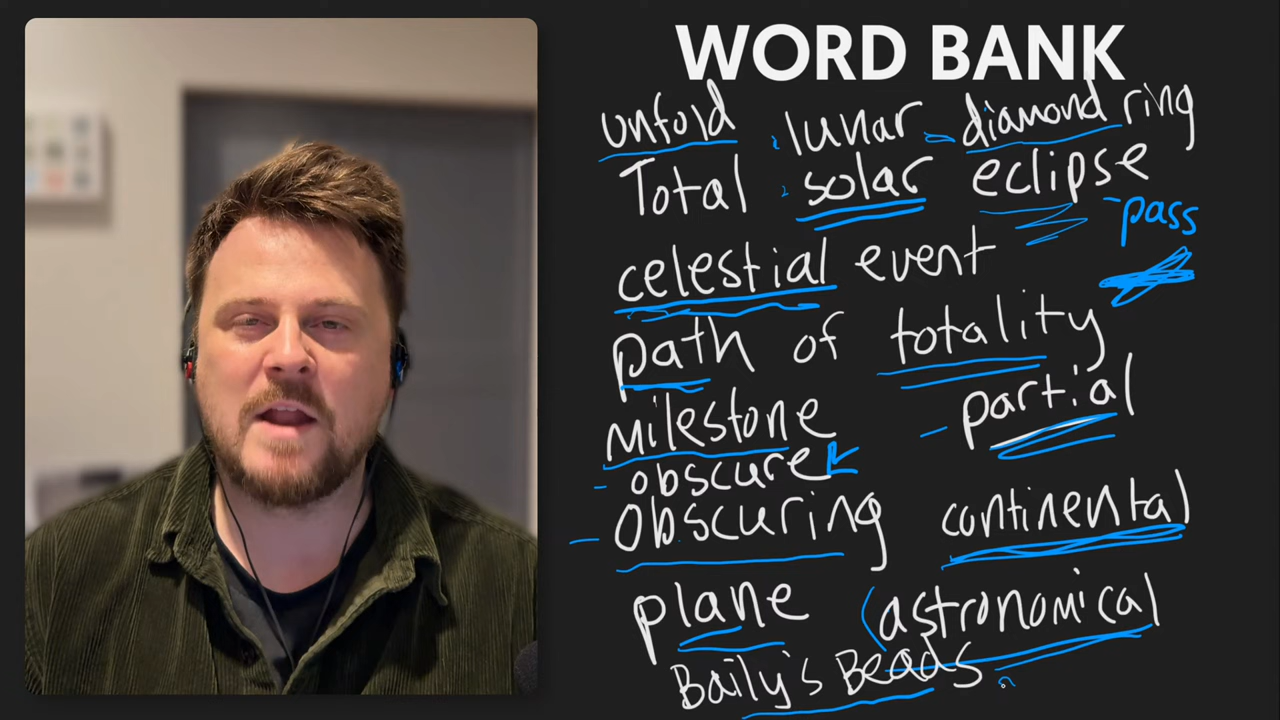 WORD BANK
unfold lunar diamond ring
Total solar eclipse
pass
celestial event
path of totality
milestone partial
obscure
Obscuring continental
plane (astronomical
Baily's Beads